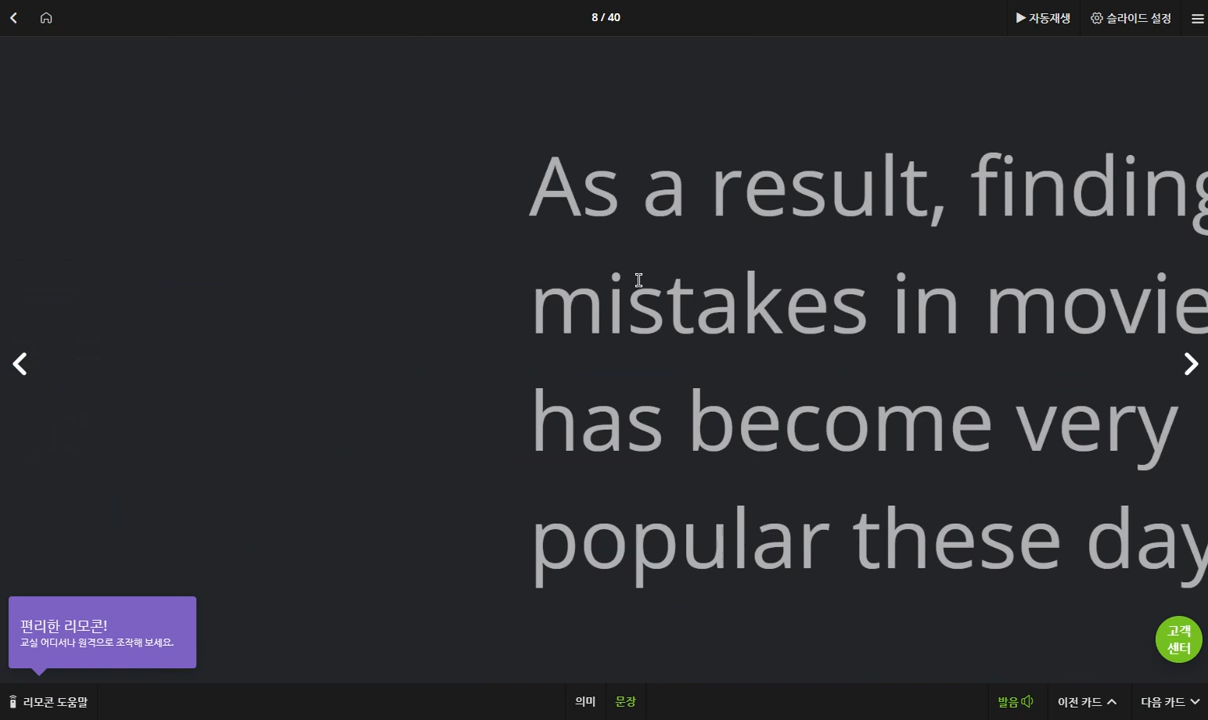 8 / 40
자동재생
슬라이드 설정
As a result, finding
mistakes in movie
has become very
popular these day
편리한 리모콘!
교실 어디서나 원격으로 조작해 보세요.
고객
센터
리모콘 도움말
의미
문장
발음
이전 카드
다음 카드